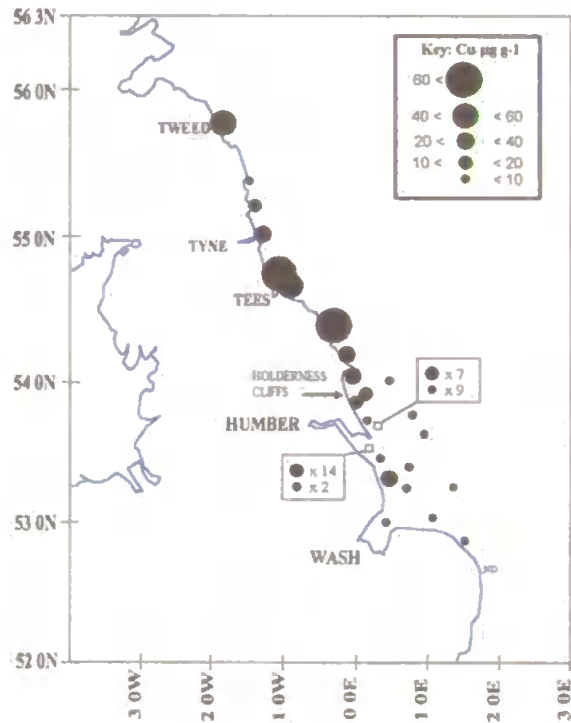 56.3N
Key: Cu µg g-1
60 <
40 < < 60
20 < < 40
10 < < 20
< 10
56.0N
TWEED
55.0N
TYNE
TEES
54.0N
HOLDERNESS
CLIFFS
x 7
x 9
HUMBER
x 14
x 2
53.0N
WASH
52.0N
3.0W
2.0W
1.0W
0.0E
1.0E
2.0E
3.0E